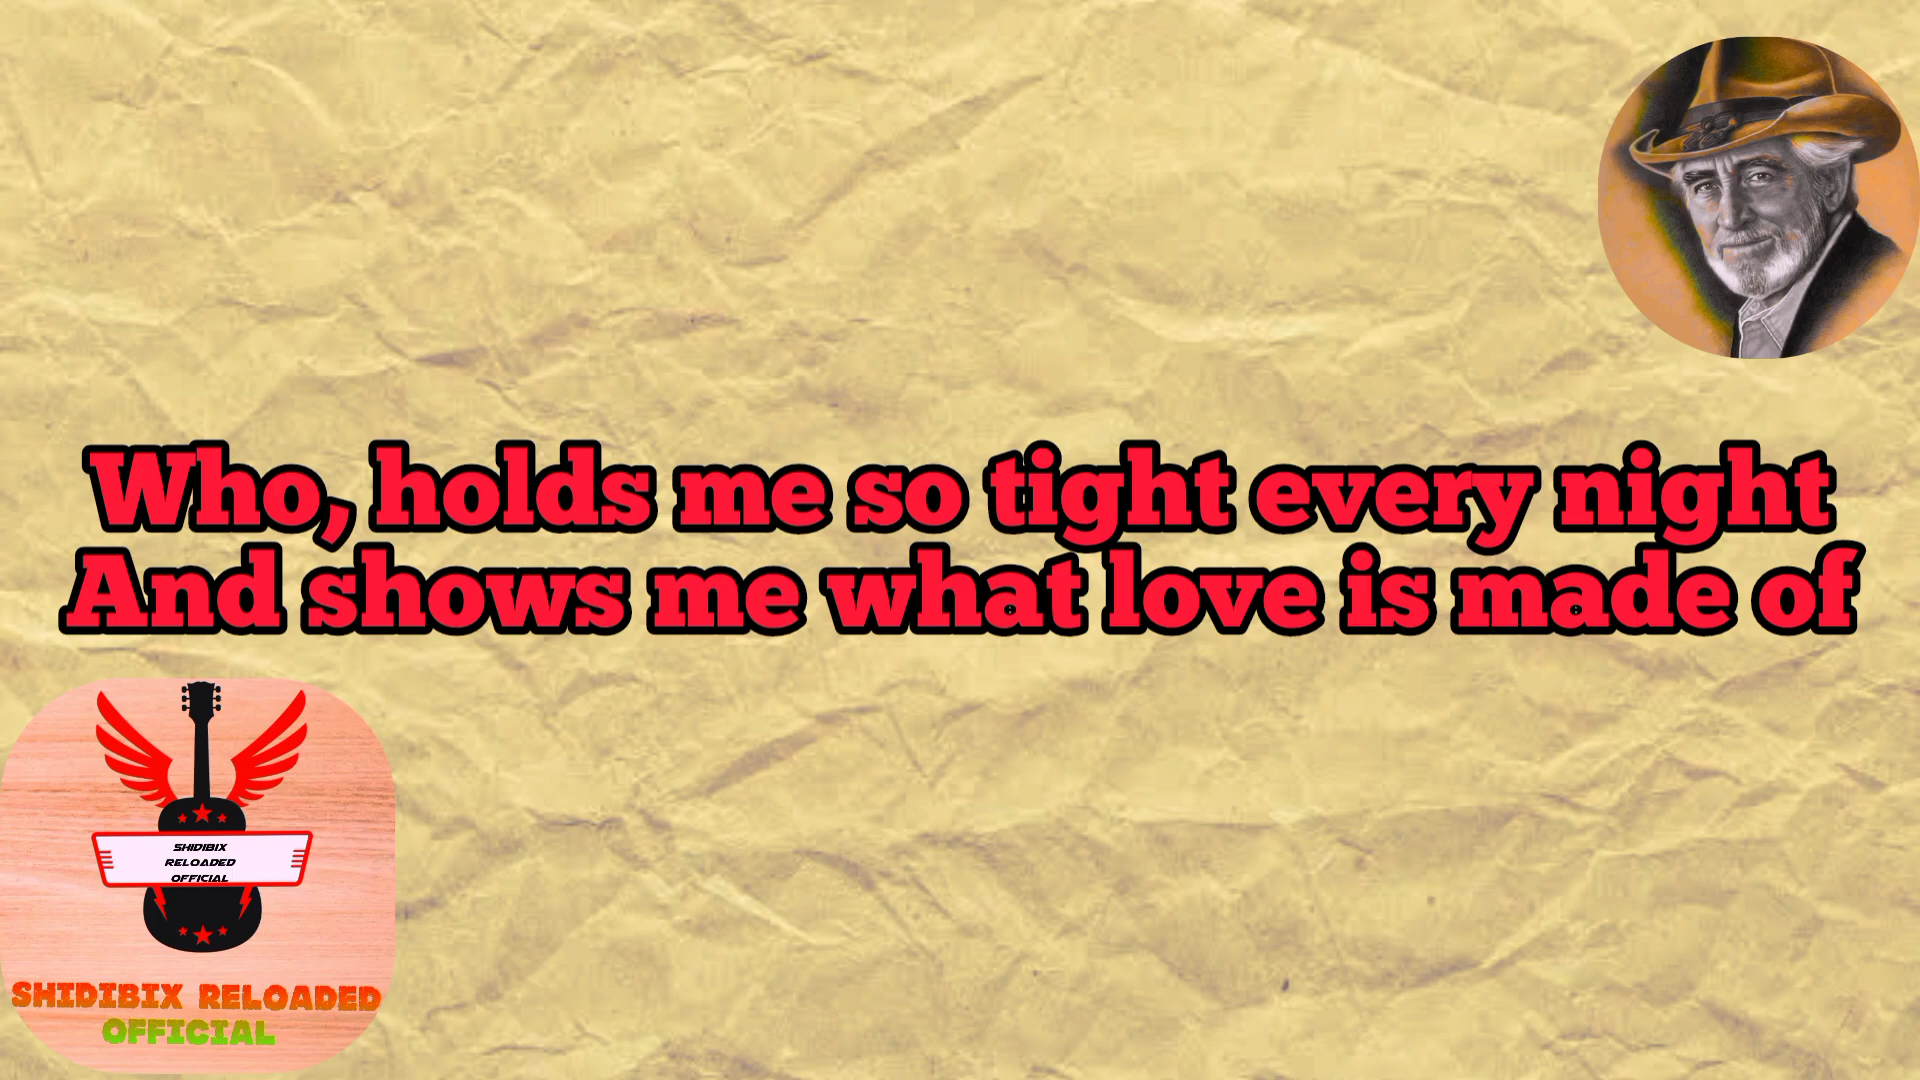 Who, holds me so tight every night
And shows me what love is made of
SHIDIBIX
RELOADED
OFFICIAL
SHIDIBIX RELOADED
OFFICIAL